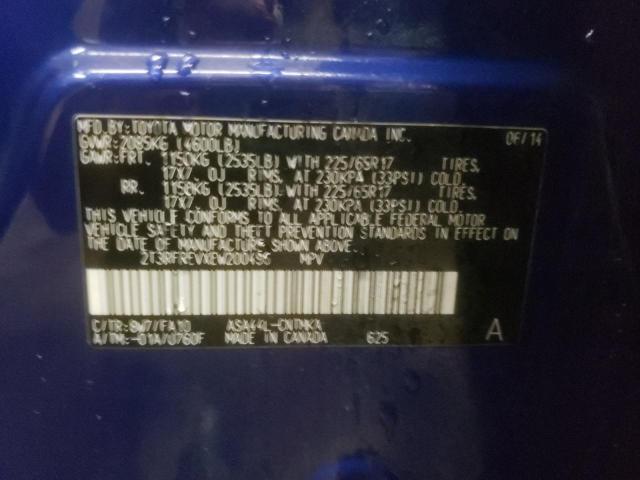 MFD.BY:TOYOTA MOTOR MANUFACTURING CANADA INC. 06/14
GVWR:2085KG (4600LB)
GAWR:FRT. 1150KG (2535LB) WITH 225/65R17 TIRES.
17X7.0J RIMS. AT 230KPA (33PSI) COLD.
RR. 1150KG (2535LB) WITH 225/65R17 TIRES.
17X7.0J RIMS. AT 230KPA (33PSI) COLD.
THIS VEHICLE CONFORMS TO ALL APPLICABLE FEDERAL MOTOR
VEHICLE SAFETY AND THEFT PREVENTION STANDARDS IN EFFECT ON
THE DATE OF MANUFACTURE SHOWN ABOVE.
MPV
C/TR:8W7/FA10 ASA44L-CNTMKA A
A/TM:-01A/U760F MADE IN CANADA 625